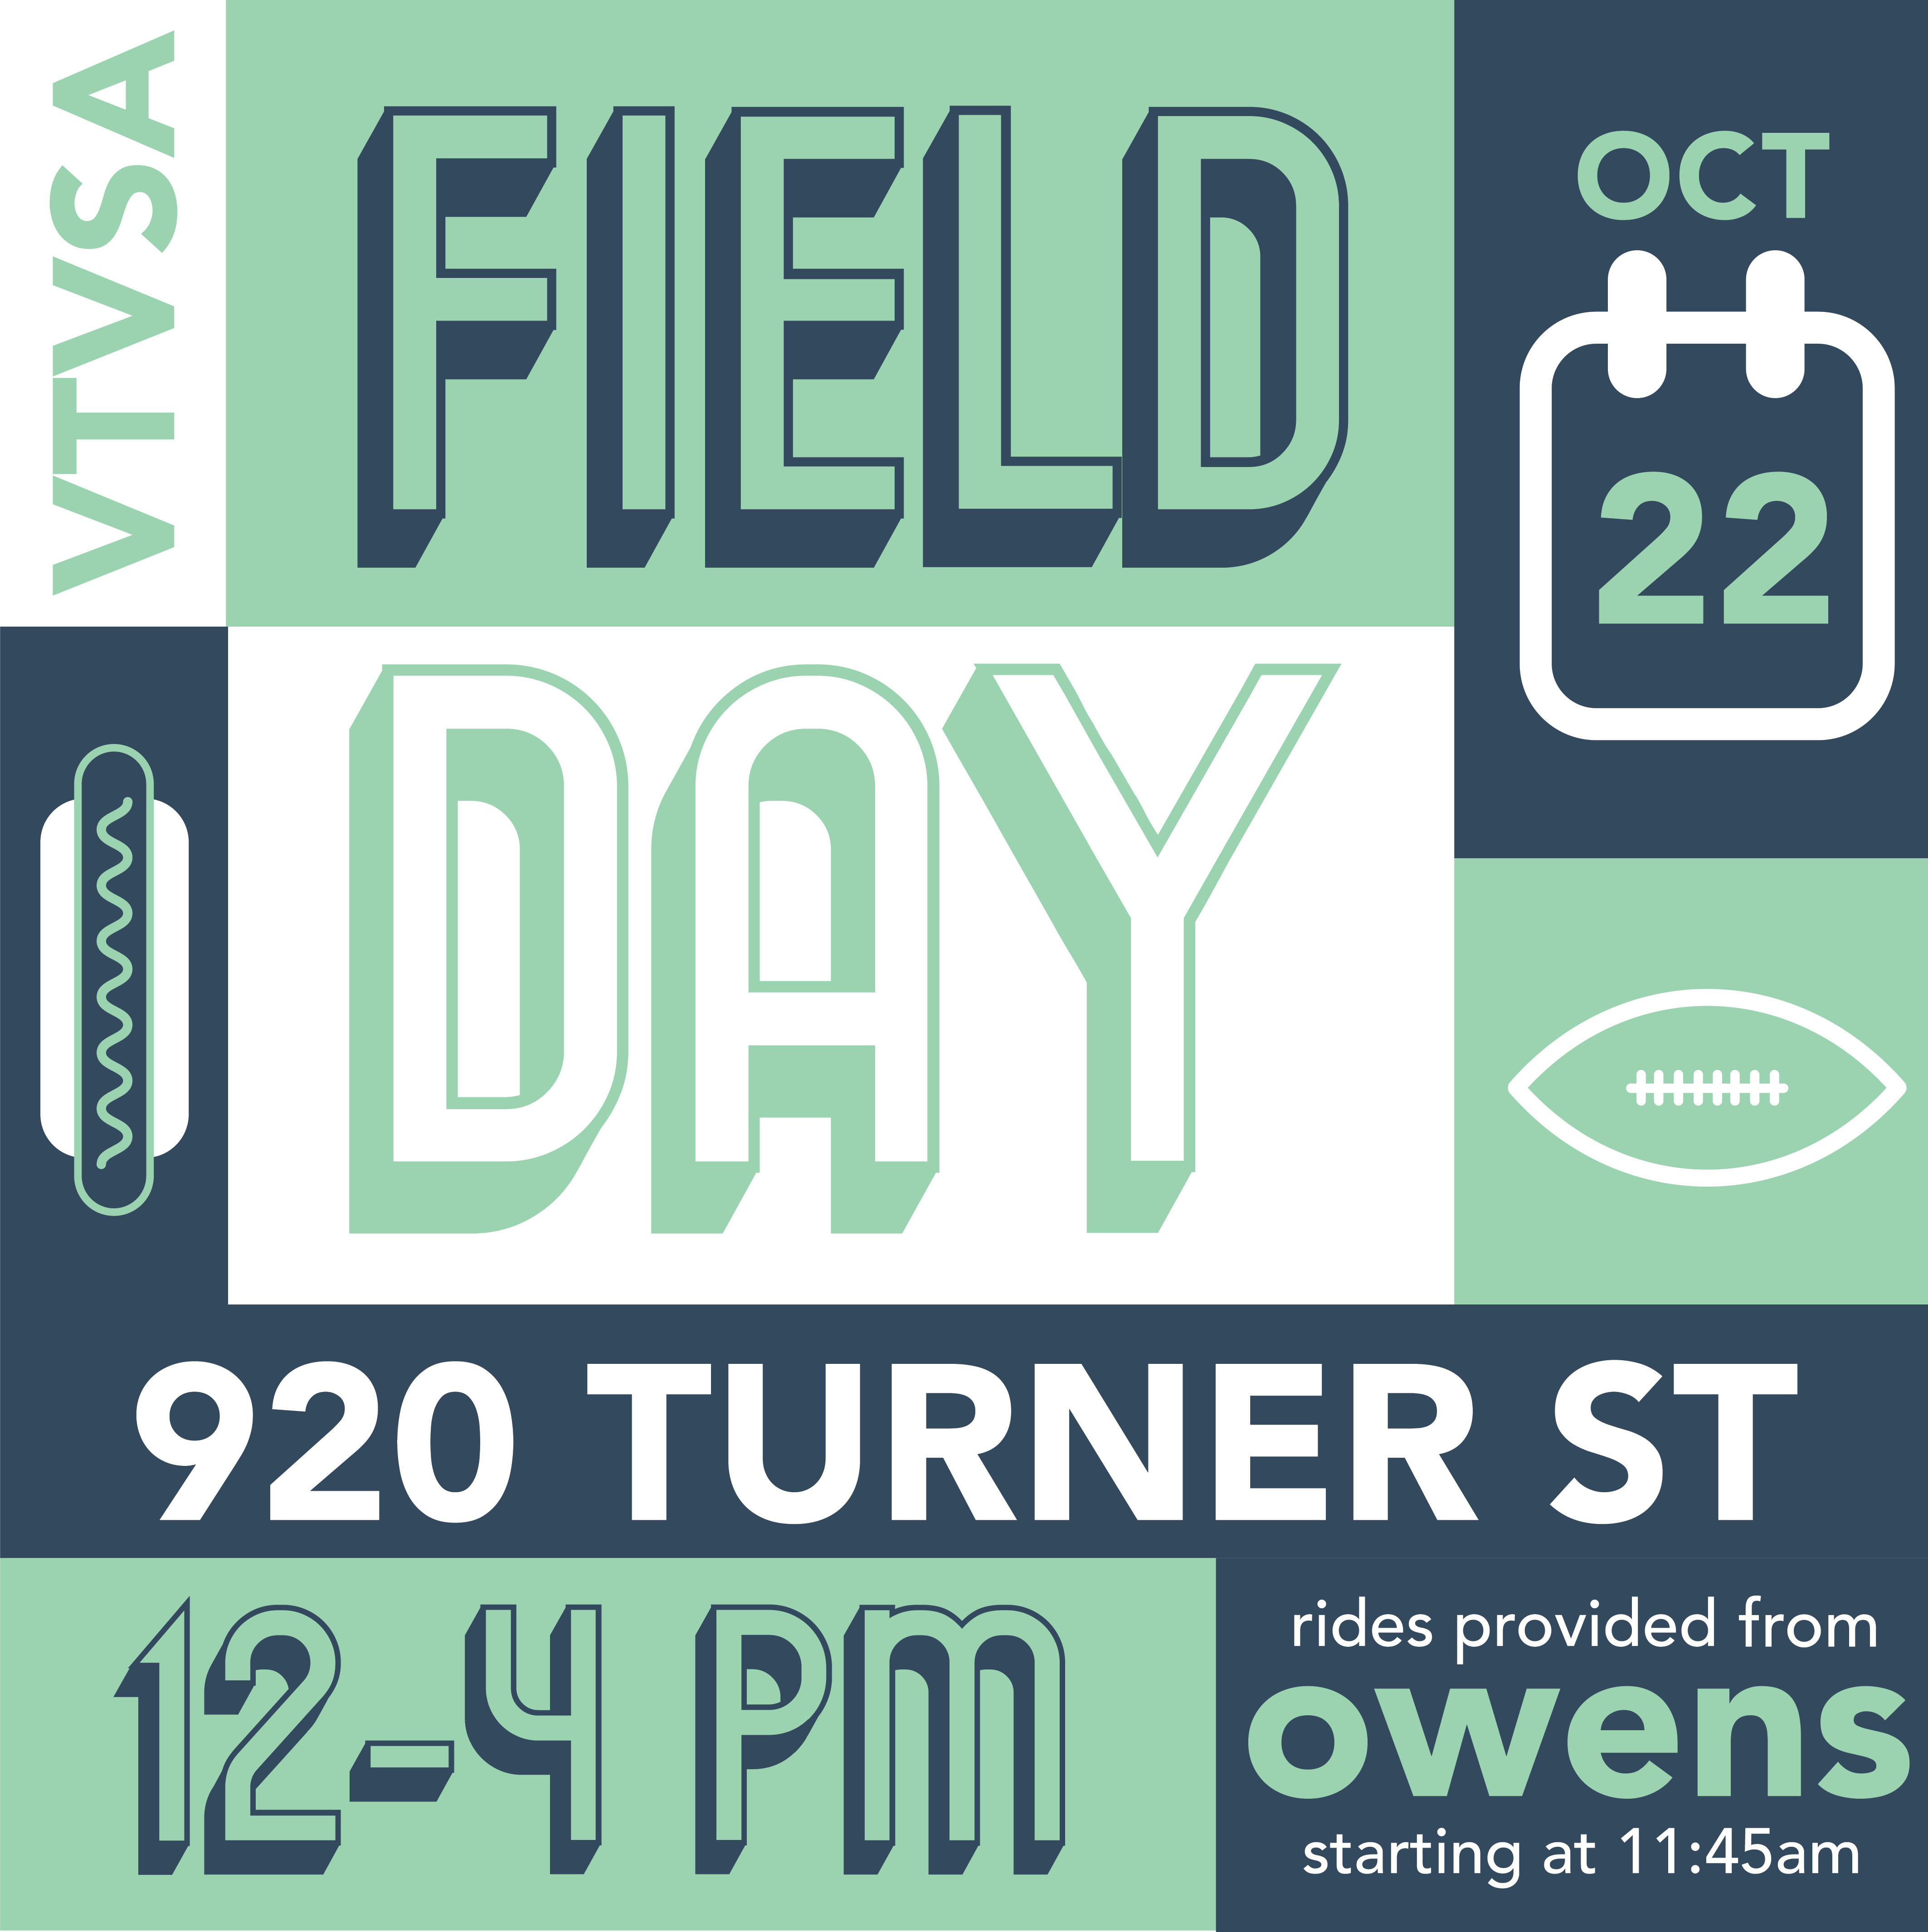 VTVSA
FIELD
DAY
OCT
22
920 TURNER ST
12-4 Pm
rides provided from
owens
starting at 11:45am